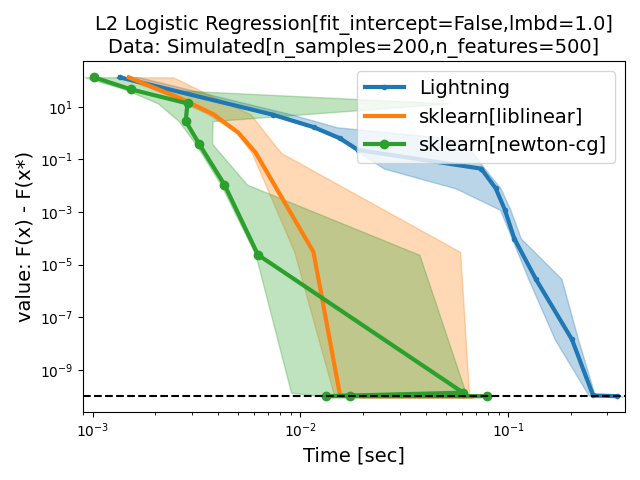 L2 Logistic Regression[fit_intercept=False,lmbd=1.0]
Data: Simulated[n_samples=200,n_features=500]
value: F(x) - F(x*)
10¹
10⁻¹
10⁻³
10⁻⁵
10⁻⁷
10⁻⁹
Lightning
sklearn[liblinear]
sklearn[newton-cg]
10⁻³
10⁻²
10⁻¹
Time [sec]